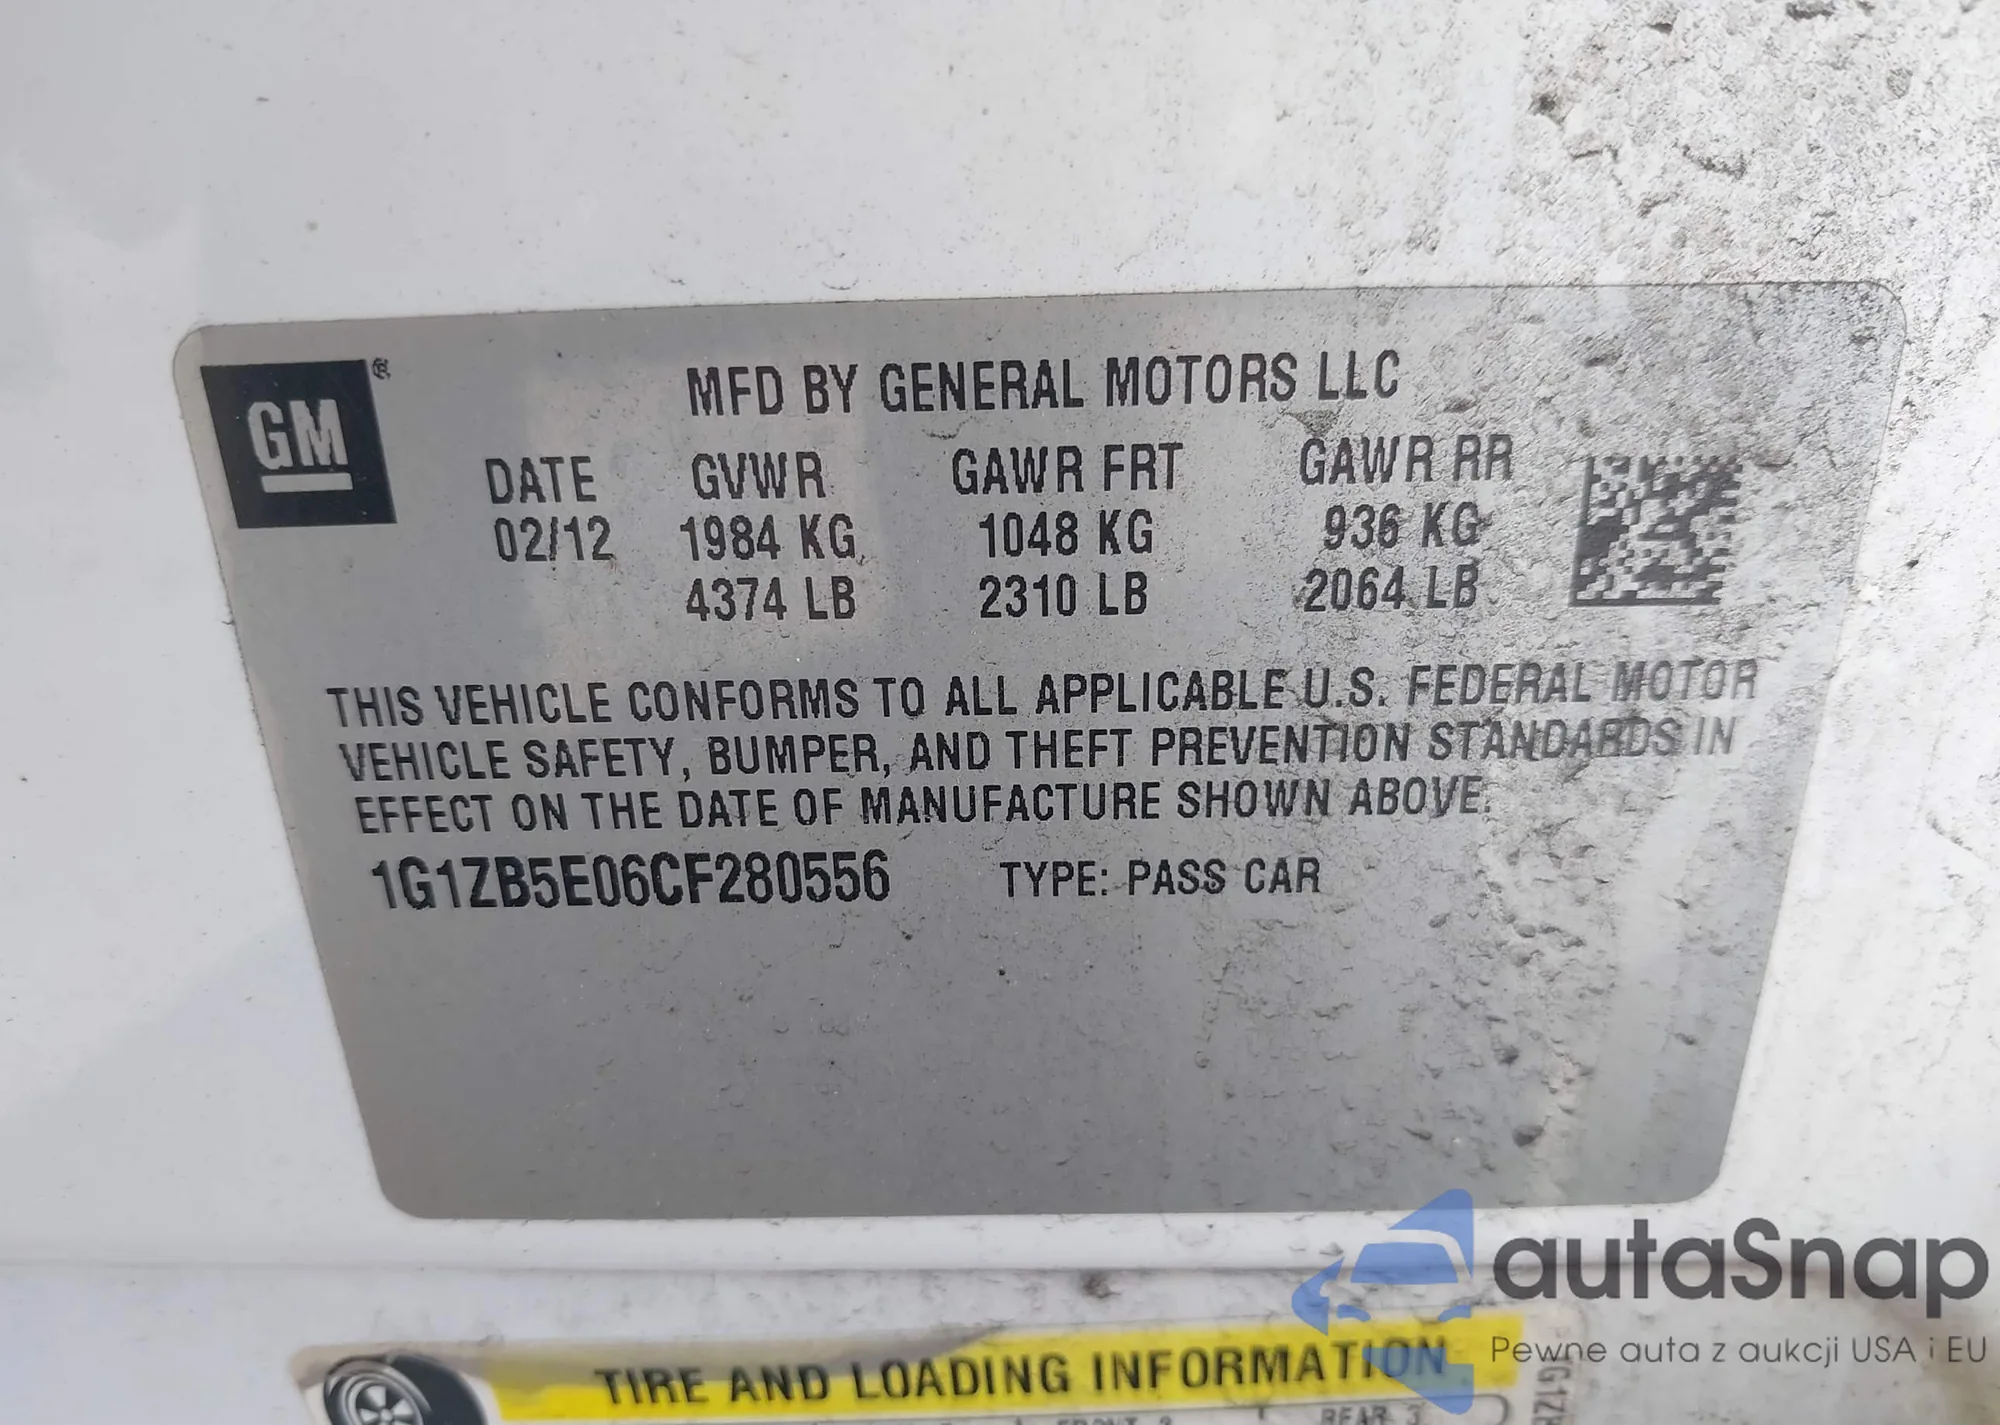 GM®
MFD BY GENERAL MOTORS LLC
DATE GVWR GAWR FRT GAWR RR
02/12 1984 KG 1048 KG 936 KG
4374 LB 2310 LB 2064 LB
THIS VEHICLE CONFORMS TO ALL APPLICABLE U.S. FEDERAL MOTOR
VEHICLE SAFETY, BUMPER, AND THEFT PREVENTION STANDARDS IN
EFFECT ON THE DATE OF MANUFACTURE SHOWN ABOVE.
1G1ZB5E06CF280556 TYPE: PASS CAR
autaSnap
Pewne auta z aukcji USA i EU
TIRE AND LOADING INFORMATION
REAR 3